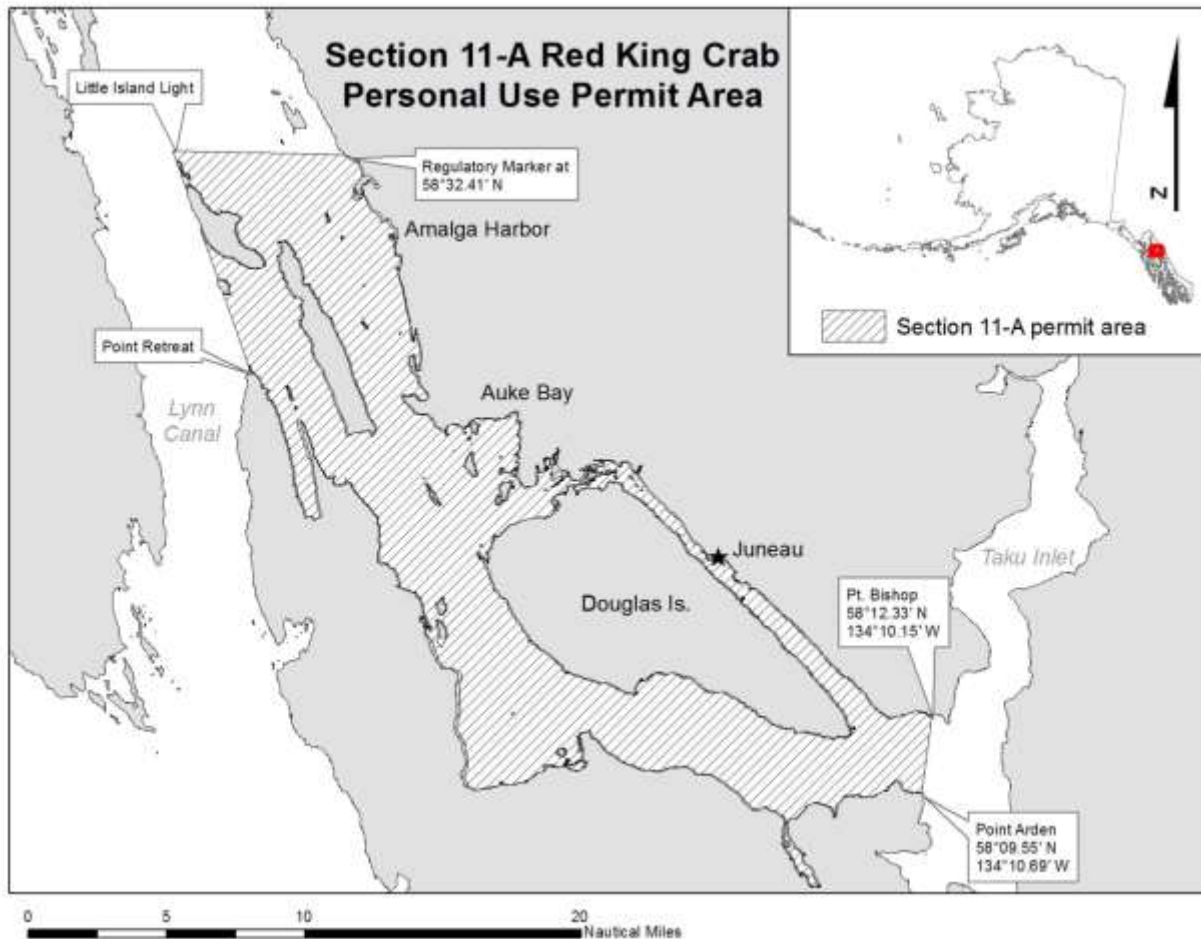 Section 11-A Red King Crab
Personal Use Permit Area
Little Island Light
Regulatory Marker at
58°32.41' N
Amalga Harbor
N
Section 11-A permit area
Point Retreat
Auke Bay
Lynn
Canal
Juneau
Taku Inlet
Douglas Is.
Pt. Bishop
58°12.33' N
134°10.15' W
Point Arden
58°09.55' N
134°10.69' W
0 5 10 20
Nautical Miles